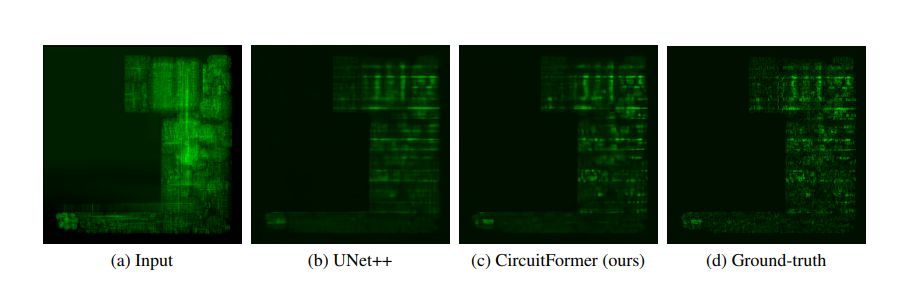 (a) Input
(b) UNet++
(c) CircuitFormer (ours)
(d) Ground-truth